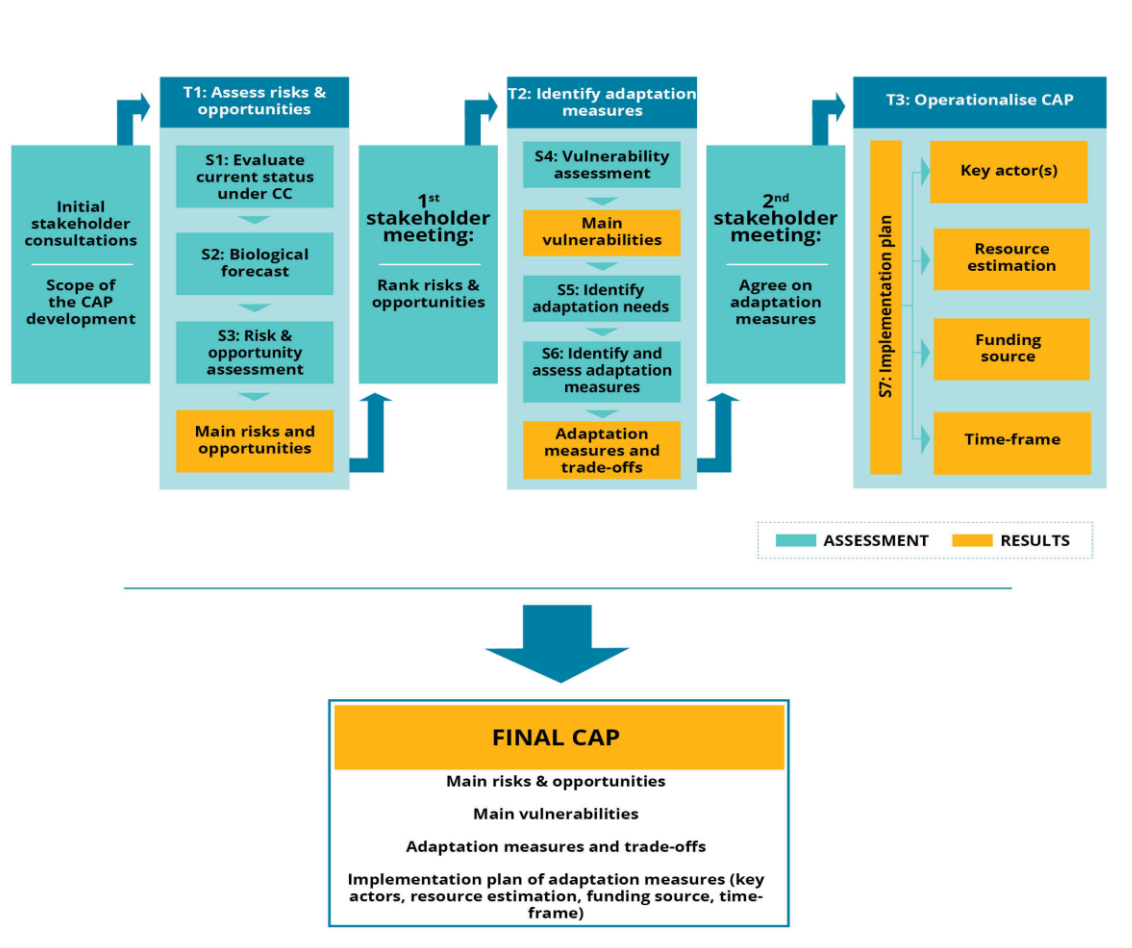 Initial
stakeholder
consultations
Scope of
the CAP
development
T1: Assess risks &
opportunities
S1: Evaluate
current status
under CC
S2: Biological
forecast
S3: Risk &
opportunity
assessment
Main risks and
opportunities
1st
stakeholder
meeting:
Rank risks &
opportunities
T2: Identify adaptation
measures
S4: Vulnerability
assessment
Main
vulnerabilities
S5: Identify
adaptation needs
S6: Identify and
assess adaptation
measures
Adaptation
measures and
trade-offs
2nd
stakeholder
meeting:
Agree on
adaptation
measures
T3: Operationalise CAP
S7: Implementation plan
Key actor(s)
Resource
estimation
Funding
source
Time-frame
ASSESSMENT
RESULTS
FINAL CAP
Main risks & opportunities
Main vulnerabilities
Adaptation measures and trade-offs
Implementation plan of adaptation measures (key
actors, resource estimation, funding source, time-
frame)